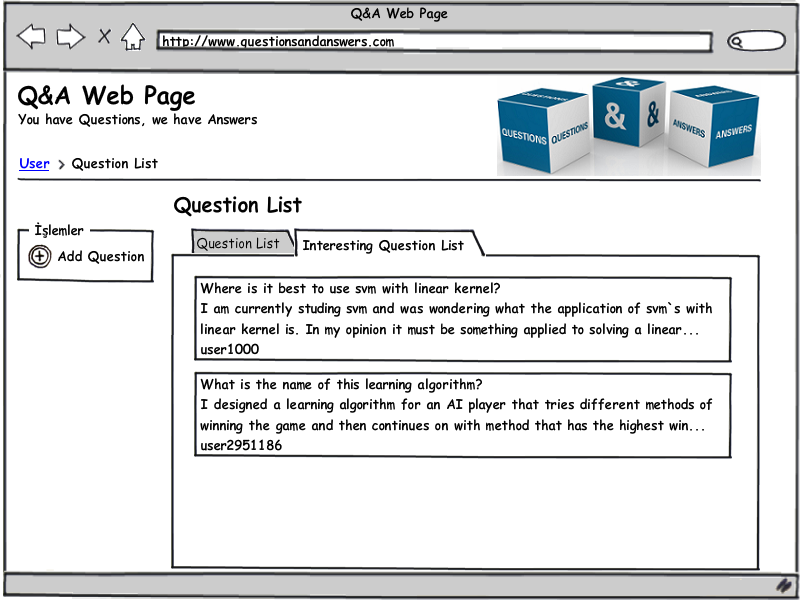 Q&A Web Page
http://www.questionsandanswers.com
Q&A Web Page
You have Questions, we have Answers
QUESTIONS
QUESTIONS
QUESTIONS
&
&
&
ANSWERS
ANSWERS
ANSWERS
User > Question List
Question List
İşlemler
Add Question
Question List
Interesting Question List
Where is it best to use svm with linear kernel?
I am currently studing svm and was wondering what the application of svm`s with
linear kernel is. In my opinion it must be something applied to solving a linear...
user1000
What is the name of this learning algorithm?
I designed a learning algorithm for an AI player that tries different methods of
winning the game and then continues on with method that has the highest win...
user2951186